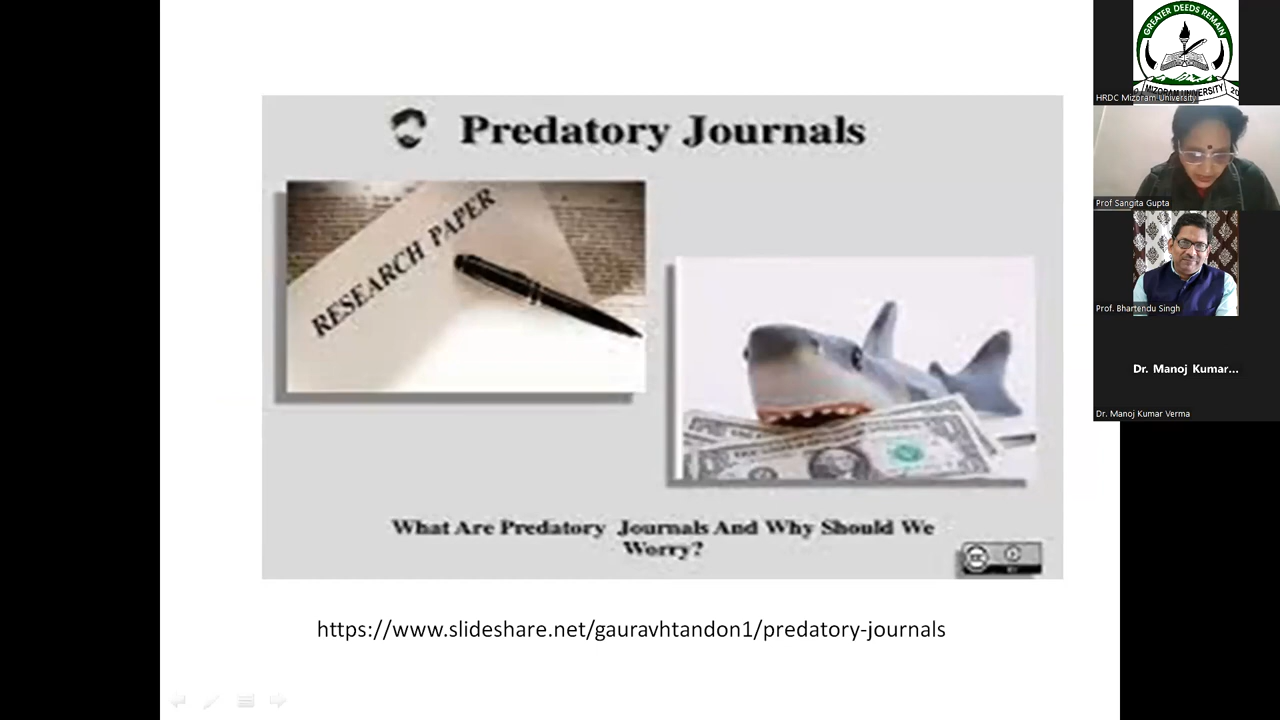 Predatory Journals
RESEARCH PAPER
What Are Predatory Journals And Why Should We
Worry?
https://www.slideshare.net/gauravhtandon1/predatory-journals
GREATER DEEDS REMAIN
MIZORAM UNIVERSITY
HRDC Mizoram University
Prof Sangita Gupta
Prof. Bhartendu Singh
Dr. Manoj Kumar...
Dr. Manoj Kumar Verma